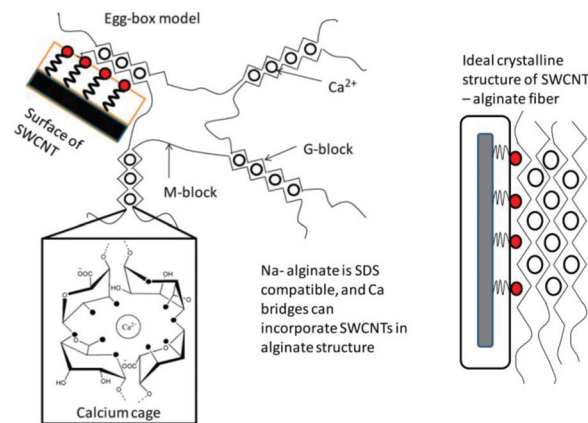 Egg-box model
Surface of
SWCNT
Ca2+
G-block
M-block
Na- alginate is SDS
compatible, and Ca
bridges can
incorporate SWCNTs in
alginate structure
⊖OOC
OH
HO
O
O
Ca2+
OH
O
COO⊖
HO
OH
O
Calcium cage
Ideal crystalline
structure of SWCNT
– alginate fiber